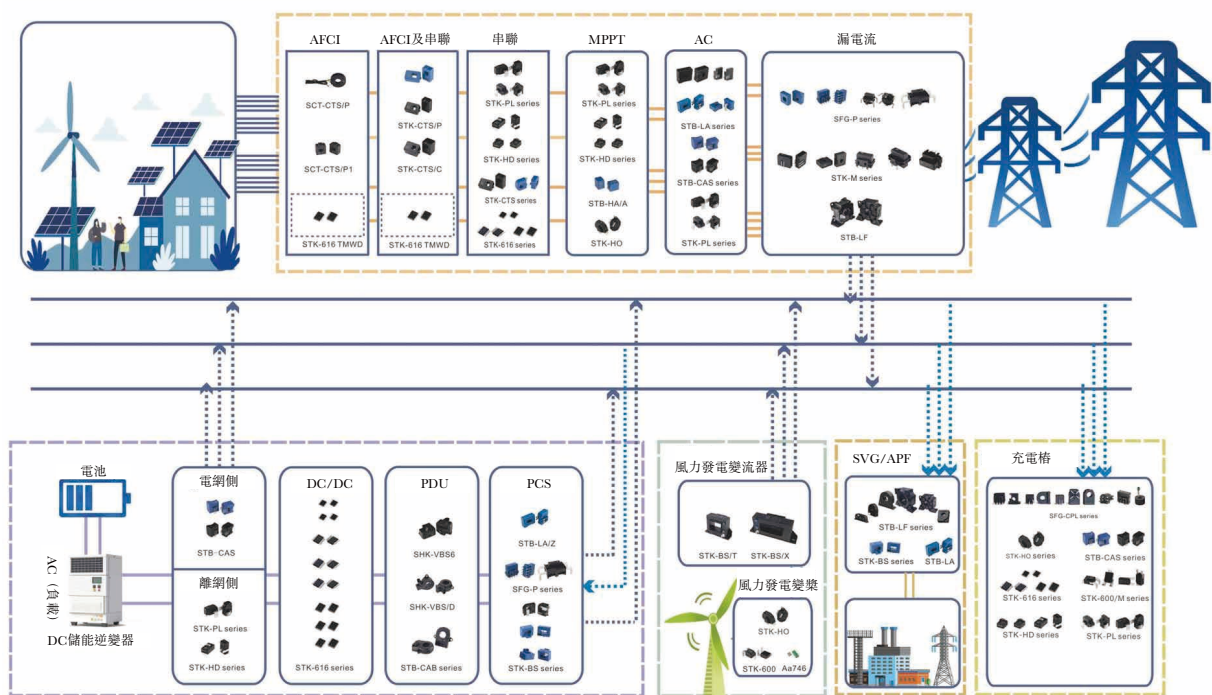 AFCI
SCT-CTS/P
SCT-CTS/P1
STK-616 TMWD
AFCI及串聯
STK-CTS/P
STK-CTS/C
STK-616 TMWD
串聯
STK-PL series
STK-HD series
STK-CTS series
STK-616 series
MPPT
STK-PL series
STK-HD series
STB-HA/A
STK-HO
AC
STB-LA series
STB-CAS series
STK-PL series
漏電流
SFG-P series
STK-M series
STB-LF
電池
AC（負載）
DC儲能逆變器
電網側
STB-CAS
離網側
STK-PL series
STK-HD series
DC/DC
STK-616 series
PDU
SHK-VBS6
SHK-VBS/D
STB-CAB series
PCS
STB-LA/Z
SFG-P series
STK-BS series
風力發電變流器
STK-BS/T
STK-BS/X
風力發電變槳
STK-HO
STK-600
Aa746
SVG/APF
STB-LF series
STK-BS series
STB-LA
充電樁
SFG-CPL series
STK-HO series
STB-CAS series
STK-616 series
STK-600/M series
STK-HD series
STK-PL series